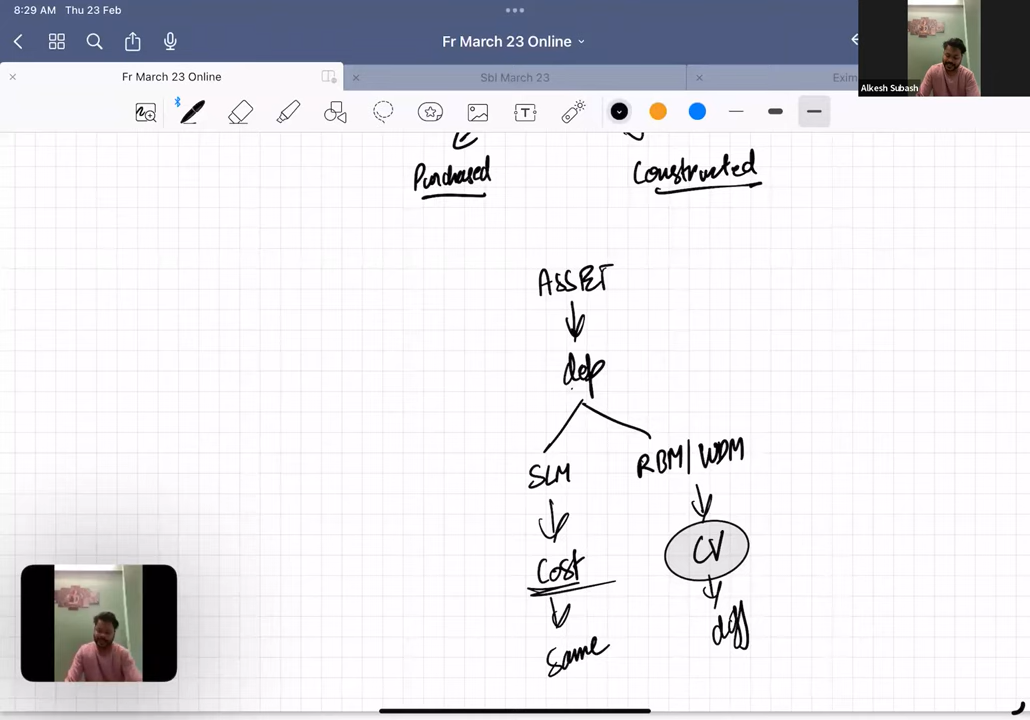 8:29 AM Thu 23 Feb
Fr March 23 Online
Fr March 23 Online
Sbl March 23
Exim
Alkesh Subash
Purchased
Constructed
ASSET
dep
SLM
RBM/WDM
Cost
CV
Same
diff